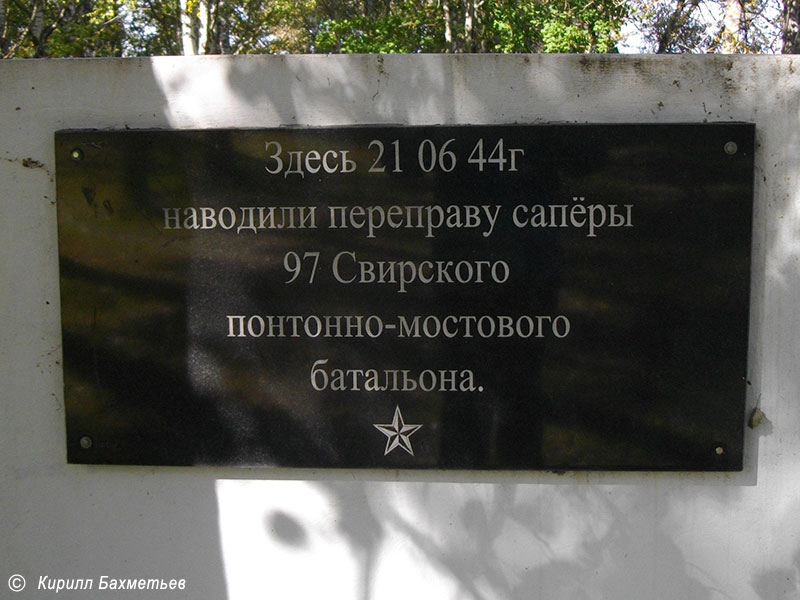 Здесь 21 06 44г
наводили переправу сапёры
97 Свирского
понтонно-мостового
батальона.
© Кирилл Бахметьев